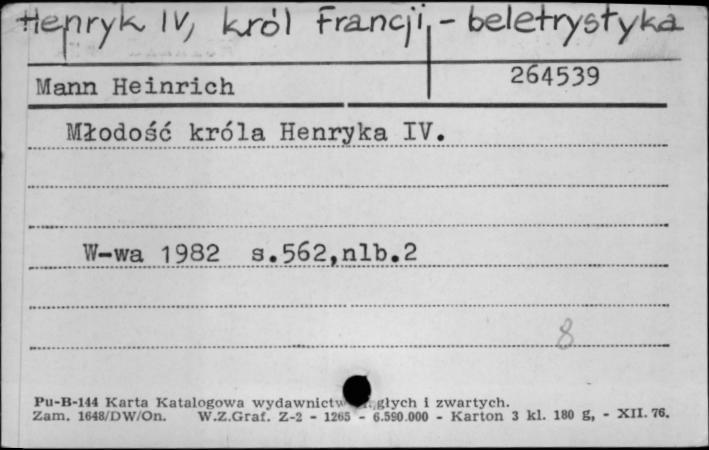 Henryk IV, król Francji, - beletrystyka
Mann Heinrich 264539
Młodość króla Henryka IV.
W-wa 1982 s.562,nlb.2
8
Pu-B-144 Karta Katalogowa wydawnictw i zwartych.
Zam. 1648/DW/On. W.Z.Graf. Z-2 - 1265 - 6.590.000 - Karton 3 kl. 180 g, - XII. 76.